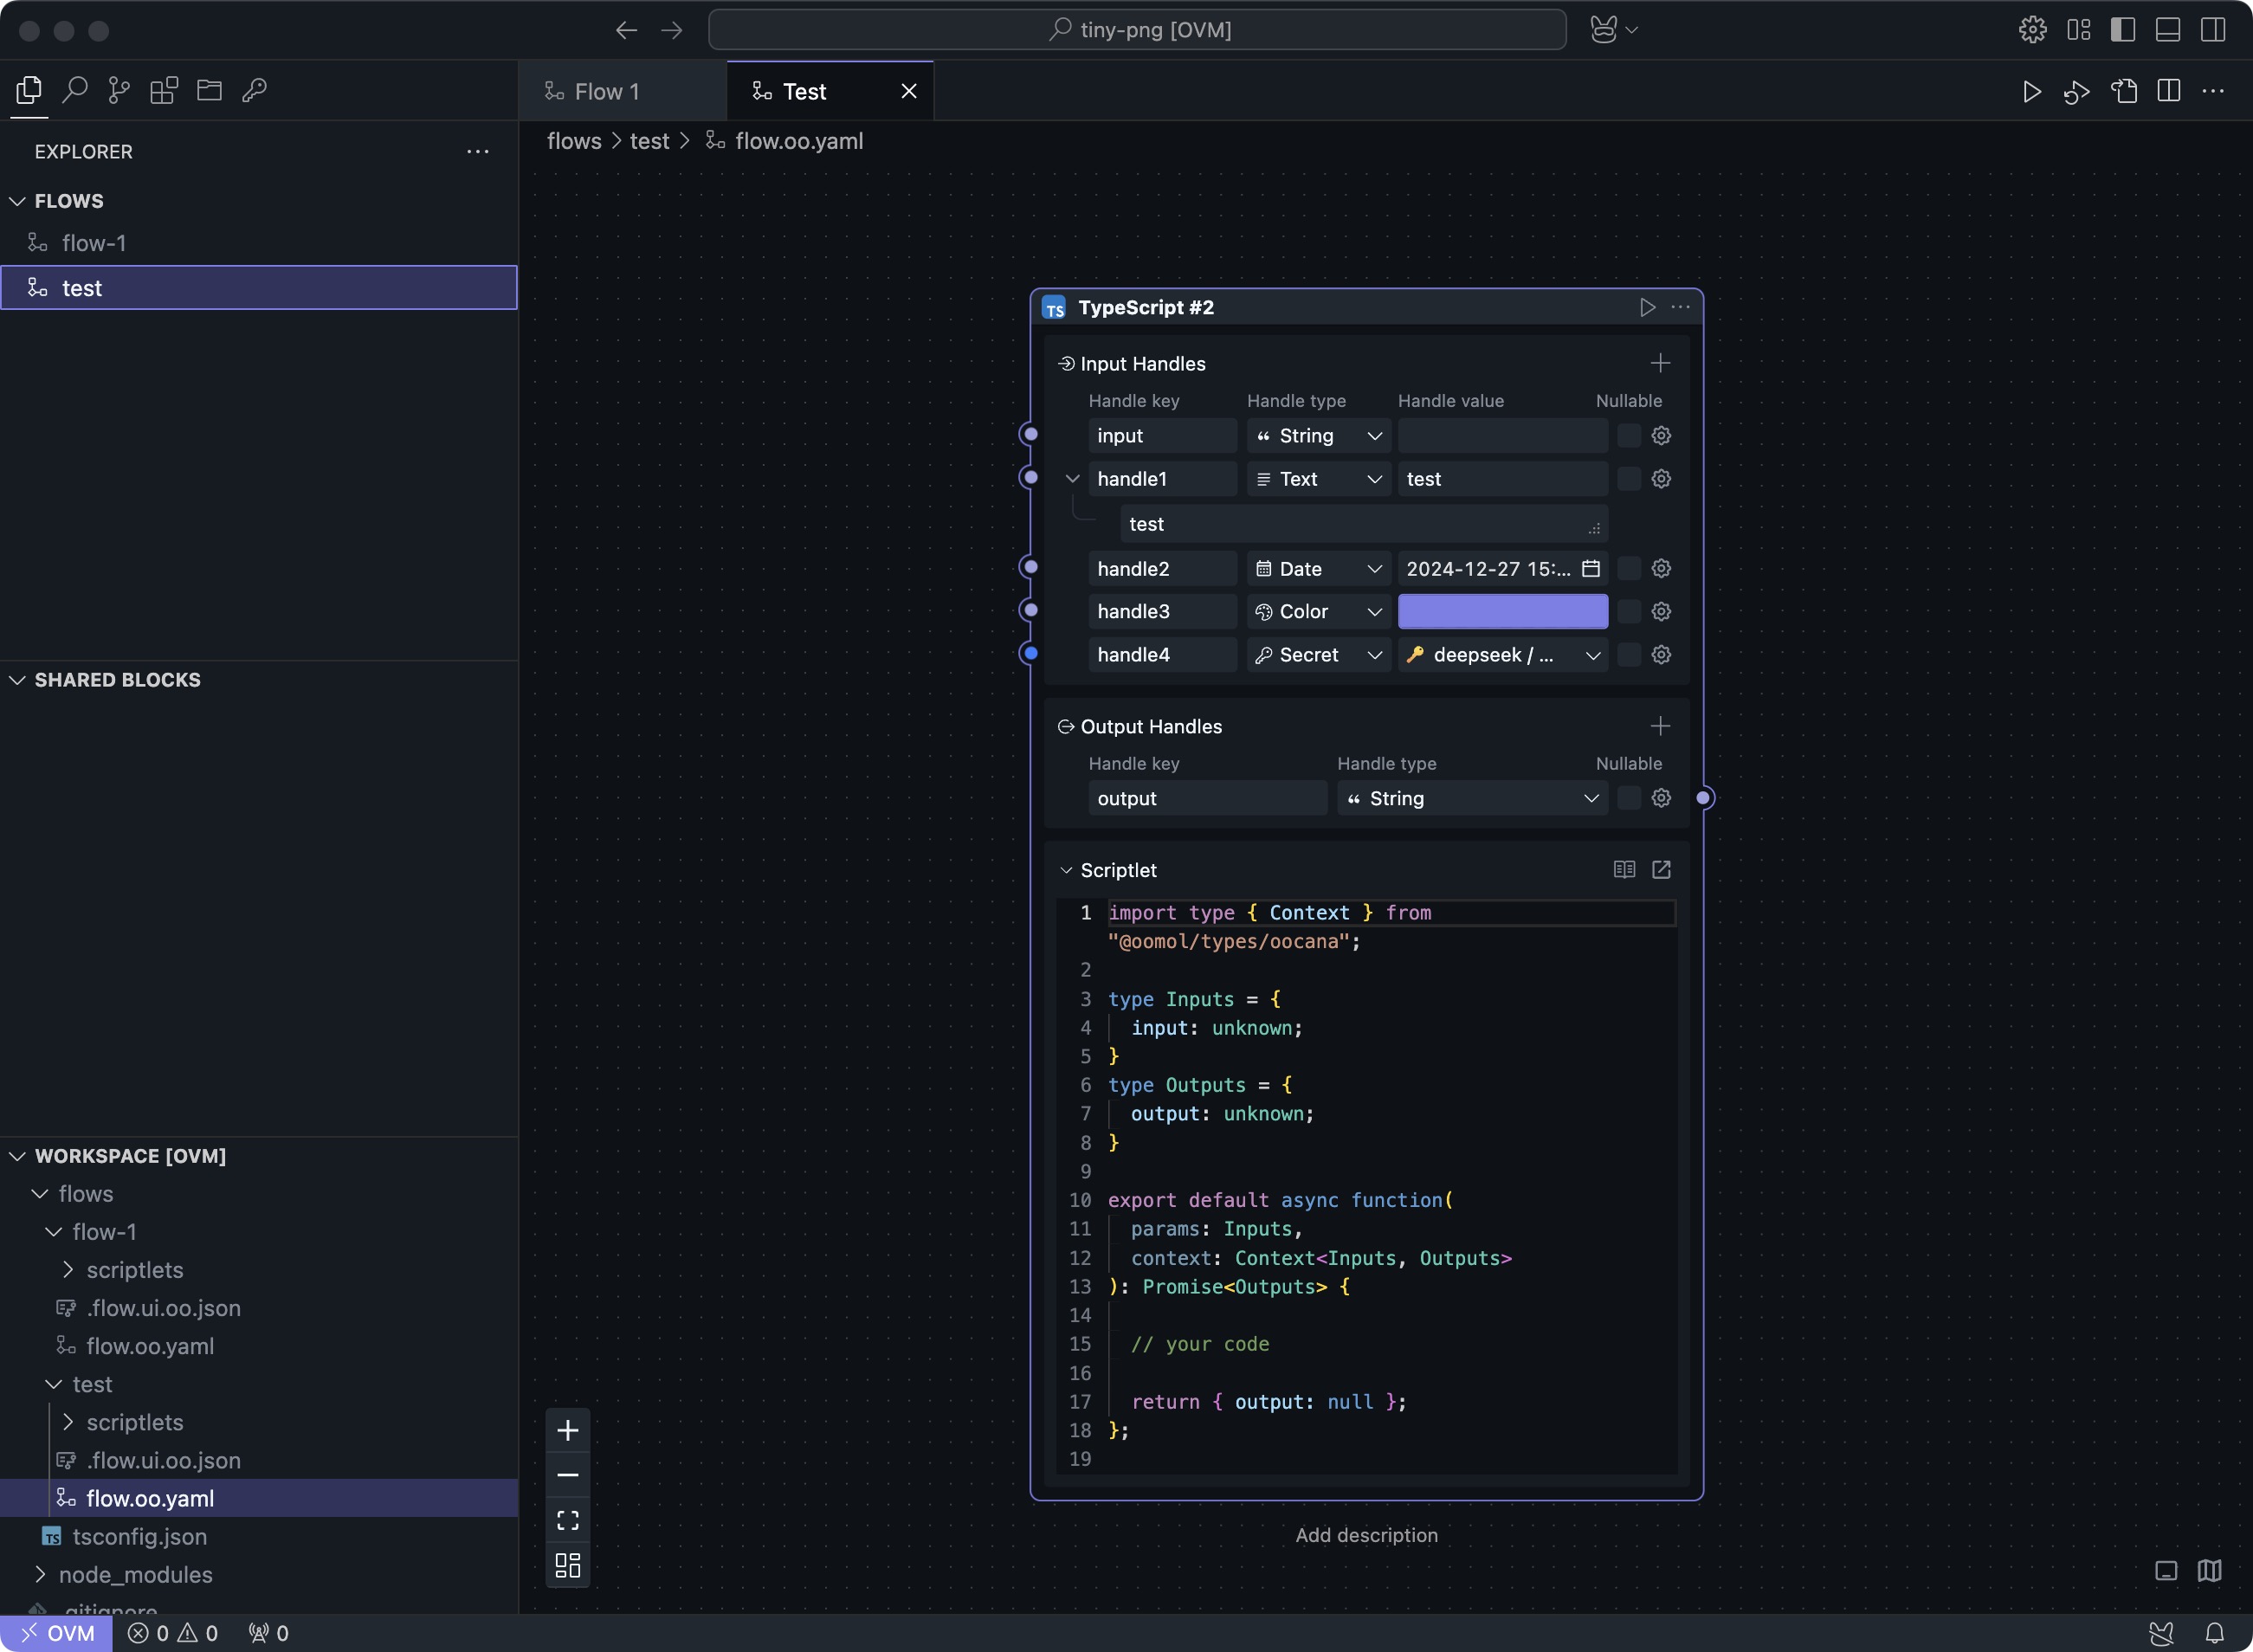 tiny-png [OVM]
Flow 1
Test
EXPLORER
flows > test > flow.oo.yaml
FLOWS
flow-1
test
SHARED BLOCKS
WORKSPACE [OVM]
flows
flow-1
scriptlets
.flow.ui.oo.json
flow.oo.yaml
test
scriptlets
.flow.ui.oo.json
flow.oo.yaml
TS tsconfig.json
node_modules
.gitignore
TS TypeScript #2
Input Handles
Handle key Handle type Handle value Nullable
input String
handle1 Text test
test
handle2 Date 2024-12-27 15:...
handle3 Color
handle4 Secret deepseek / ...
Output Handles
Handle key Handle type Nullable
output String
Scriptlet
1 import type { Context } from
"@oomol/types/oocana";
2
3 type Inputs = {
4 input: unknown;
5 }
6 type Outputs = {
7 output: unknown;
8 }
9
10 export default async function(
11 params: Inputs,
12 context: Context<Inputs, Outputs>
13 ): Promise<Outputs> {
14
15 // your code
16
17 return { output: null };
18 };
19
Add description
OVM 0 0 0